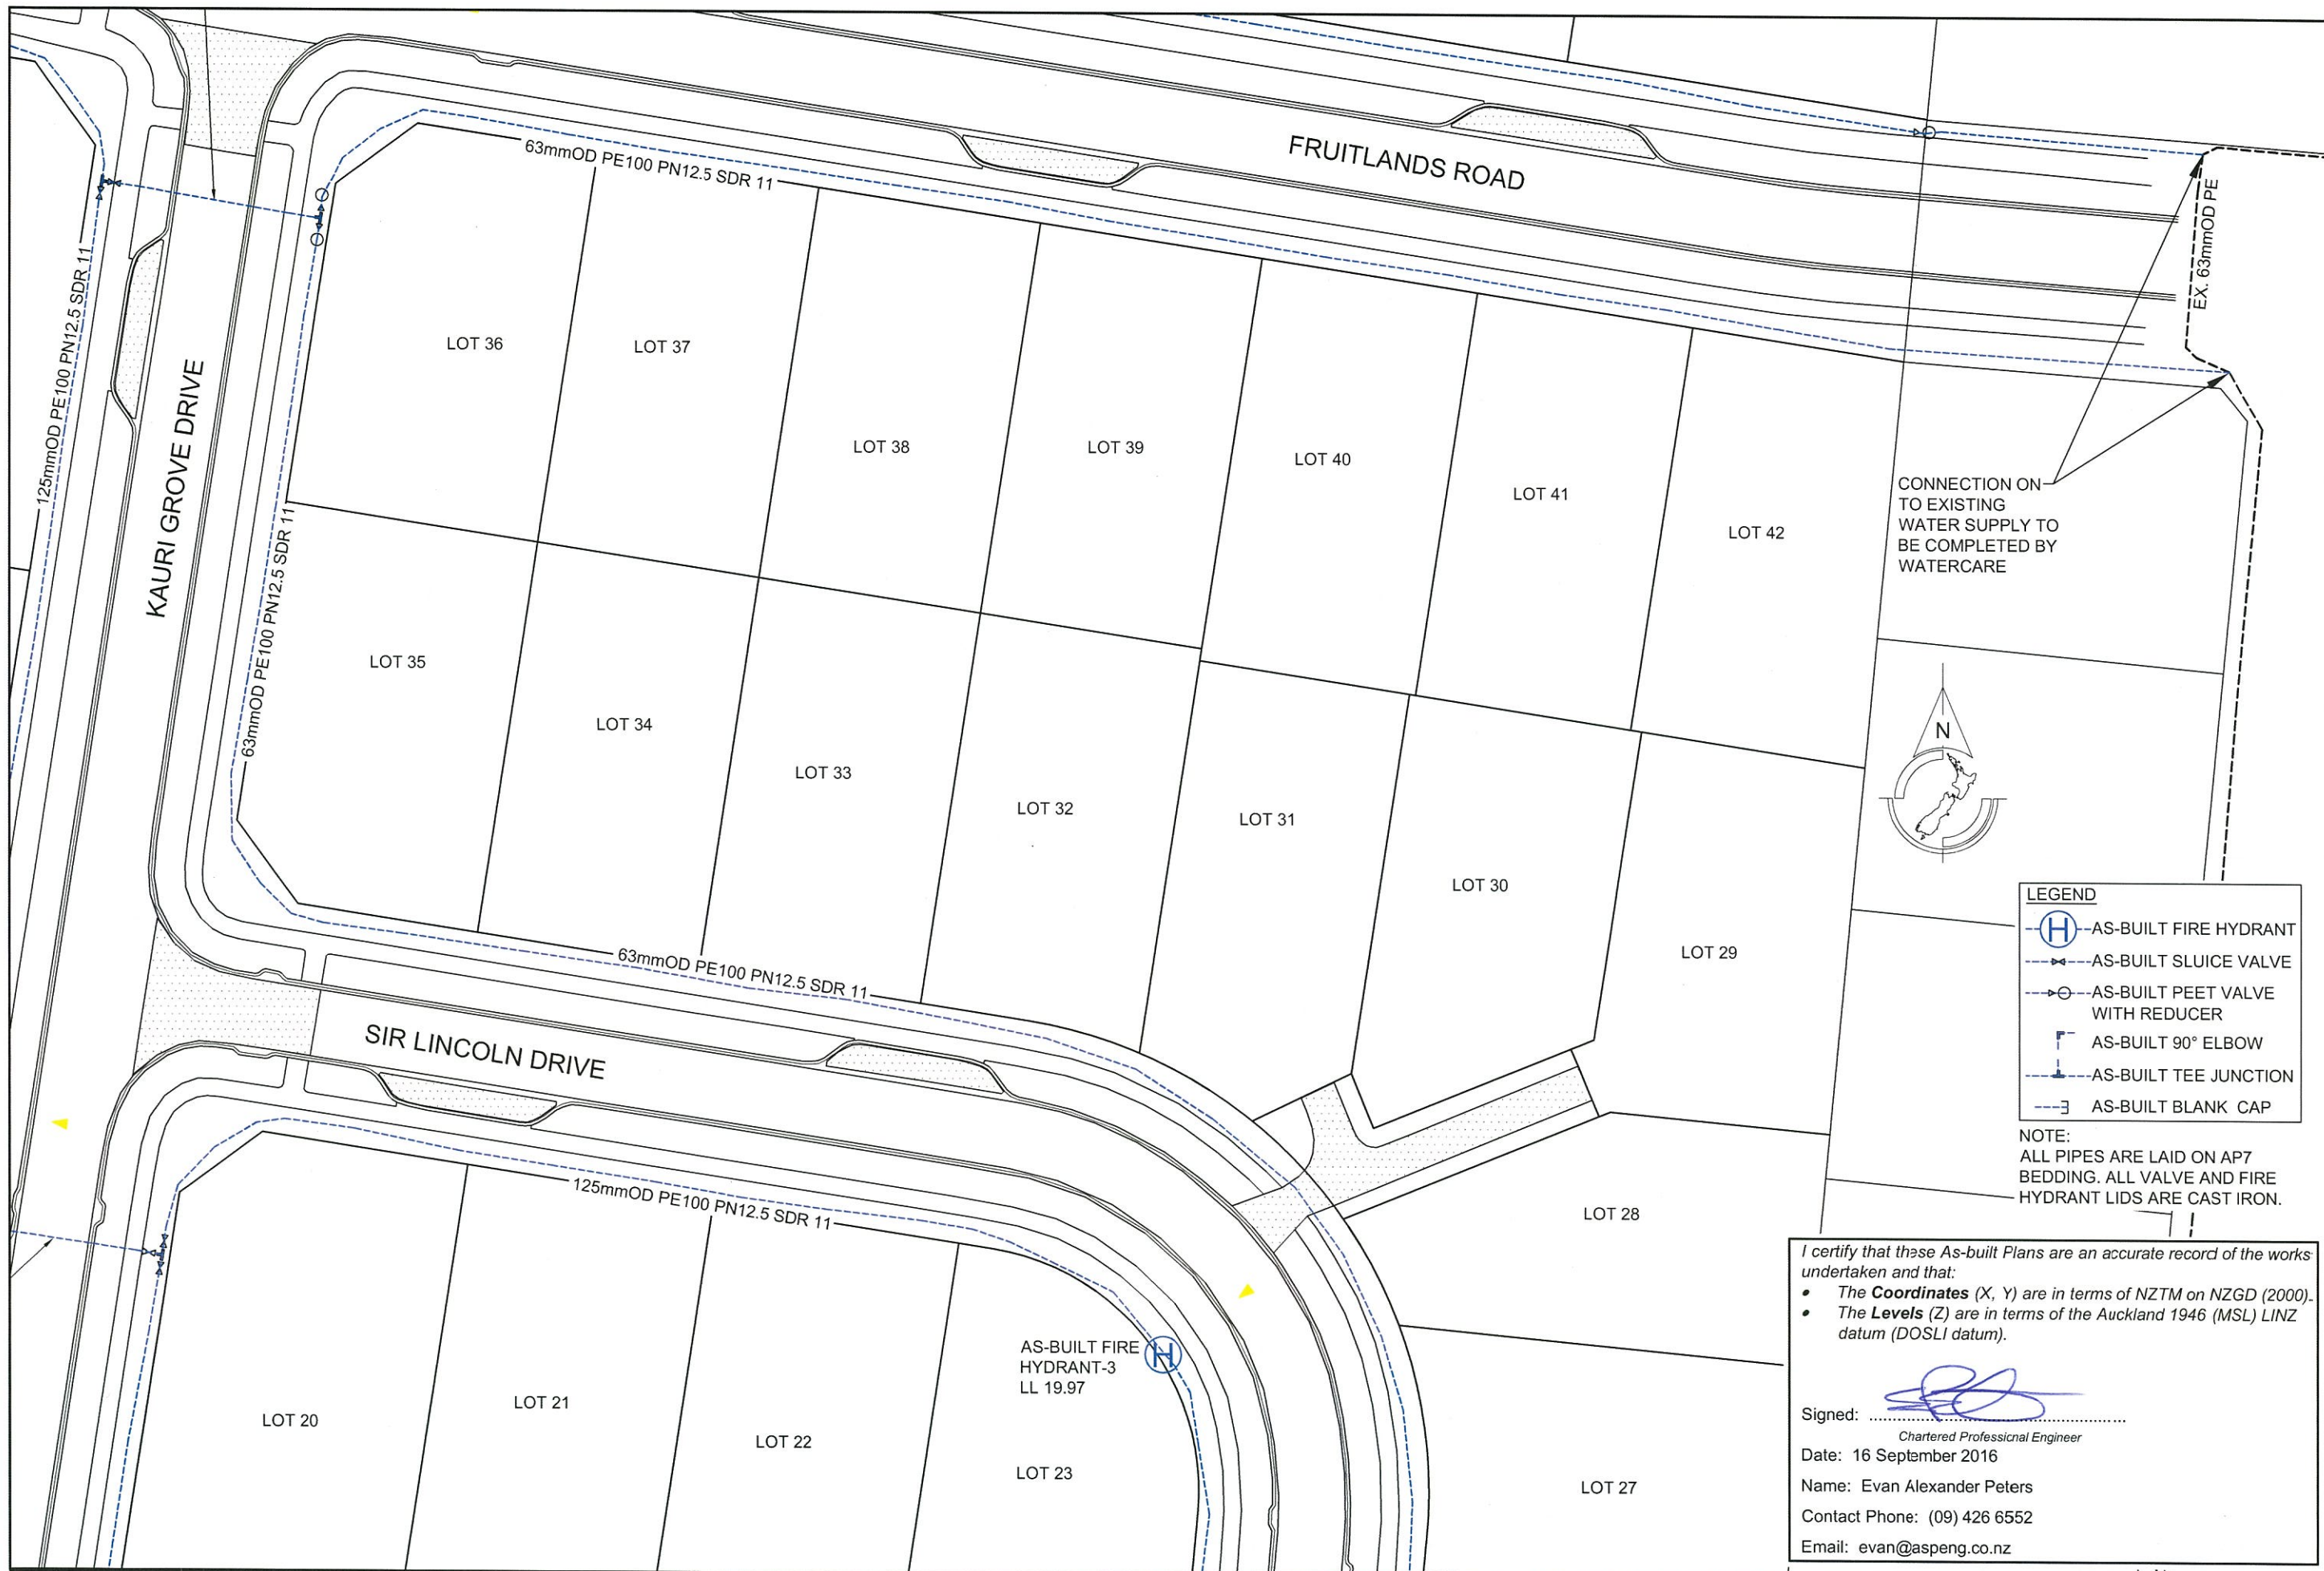 FRUITLANDS ROAD
63mmOD PE100 PN12.5 SDR 11
EX. 63mmOD PE
125mmOD PE100 PN12.5 SDR 11
KAURI GROVE DRIVE
63mmOD PE100 PN12.5 SDR 11
LOT 36
LOT 37
LOT 38
LOT 39
LOT 40
LOT 41
LOT 42
CONNECTION ON
TO EXISTING
WATER SUPPLY TO
BE COMPLETED BY
WATERCARE
LOT 35
LOT 34
LOT 33
LOT 32
LOT 31
LOT 30
LOT 29
N
63mmOD PE100 PN12.5 SDR 11
SIR LINCOLN DRIVE
125mmOD PE100 PN12.5 SDR 11
LOT 28
AS-BUILT FIRE
HYDRANT-3
LL 19.97
H
LOT 20
LOT 21
LOT 22
LOT 23
LOT 27
LEGEND
H AS-BUILT FIRE HYDRANT
AS-BUILT SLUICE VALVE
AS-BUILT PEET VALVE
WITH REDUCER
AS-BUILT 90° ELBOW
AS-BUILT TEE JUNCTION
AS-BUILT BLANK CAP
NOTE:
ALL PIPES ARE LAID ON AP7
BEDDING. ALL VALVE AND FIRE
HYDRANT LIDS ARE CAST IRON.
I certify that these As-built Plans are an accurate record of the works
undertaken and that:
• The Coordinates (X, Y) are in terms of NZTM on NZGD (2000).
• The Levels (Z) are in terms of the Auckland 1946 (MSL) LINZ
datum (DOSLI datum).
Signed:
Chartered Professional Engineer
Date: 16 September 2016
Name: Evan Alexander Peters
Contact Phone: (09) 426 6552
Email: evan@aspeng.co.nz